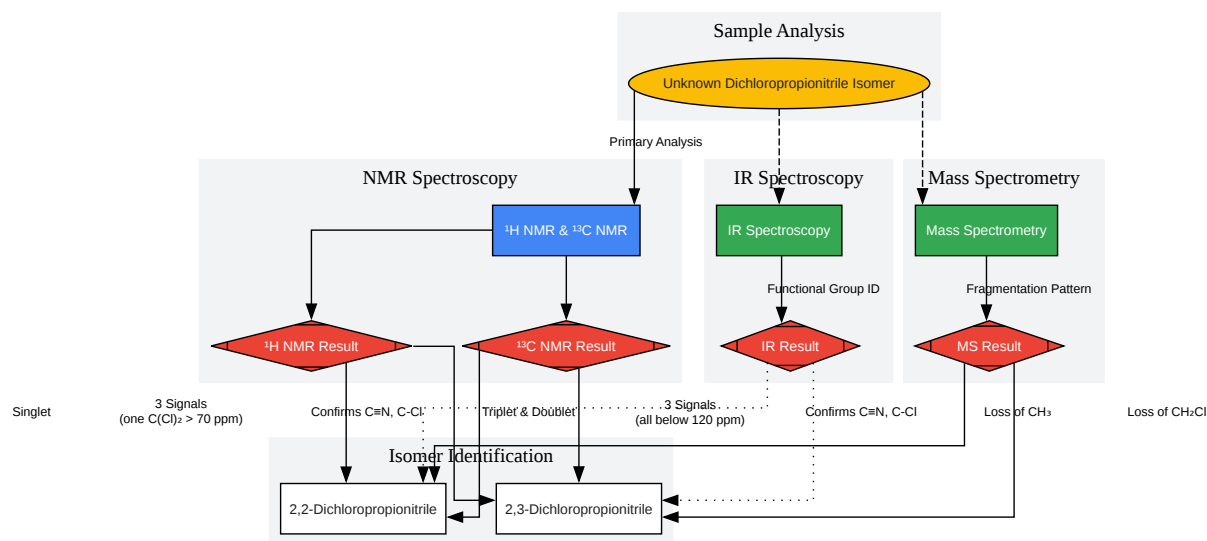 Sample Analysis
Unknown Dichloropropionitrile Isomer
Primary Analysis
NMR Spectroscopy
IR Spectroscopy
Mass Spectrometry
¹H NMR & ¹³C NMR
IR Spectroscopy
Mass Spectrometry
Functional Group ID
Fragmentation Pattern
¹H NMR Result
¹³C NMR Result
IR Result
MS Result
Singlet
3 Signals
(one C(Cl)₂ > 70 ppm)
Confirms C≡N, C-Cl
Triplet & Doublet
3 Signals
(all below 120 ppm)
Confirms C≡N, C-Cl
Loss of CH₃
Loss of CH₂Cl
Isomer Identification
2,2-Dichloropropionitrile
2,3-Dichloropropionitrile